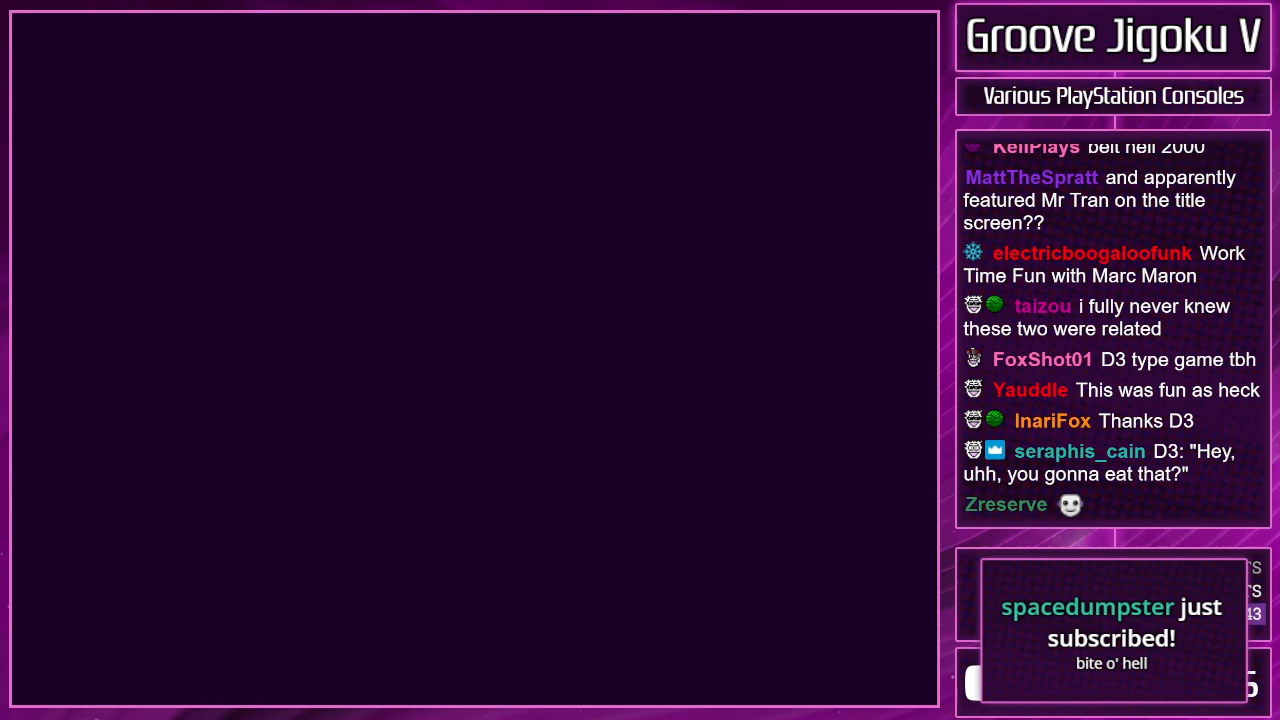 Groove Jigoku V
Various PlayStation Consoles
KellPlays belt hell 2000
MattTheSpratt and apparently
featured Mr Tran on the title
screen??
electricboogaloofunk Work
Time Fun with Marc Maron
taizou i fully never knew
these two were related
FoxShot01 D3 type game tbh
Yauddle This was fun as heck
InariFox Thanks D3
seraphis_cain D3: "Hey,
uhh, you gonna eat that?"
Zreserve
spacedumpster just
subscribed!
bite o' hell